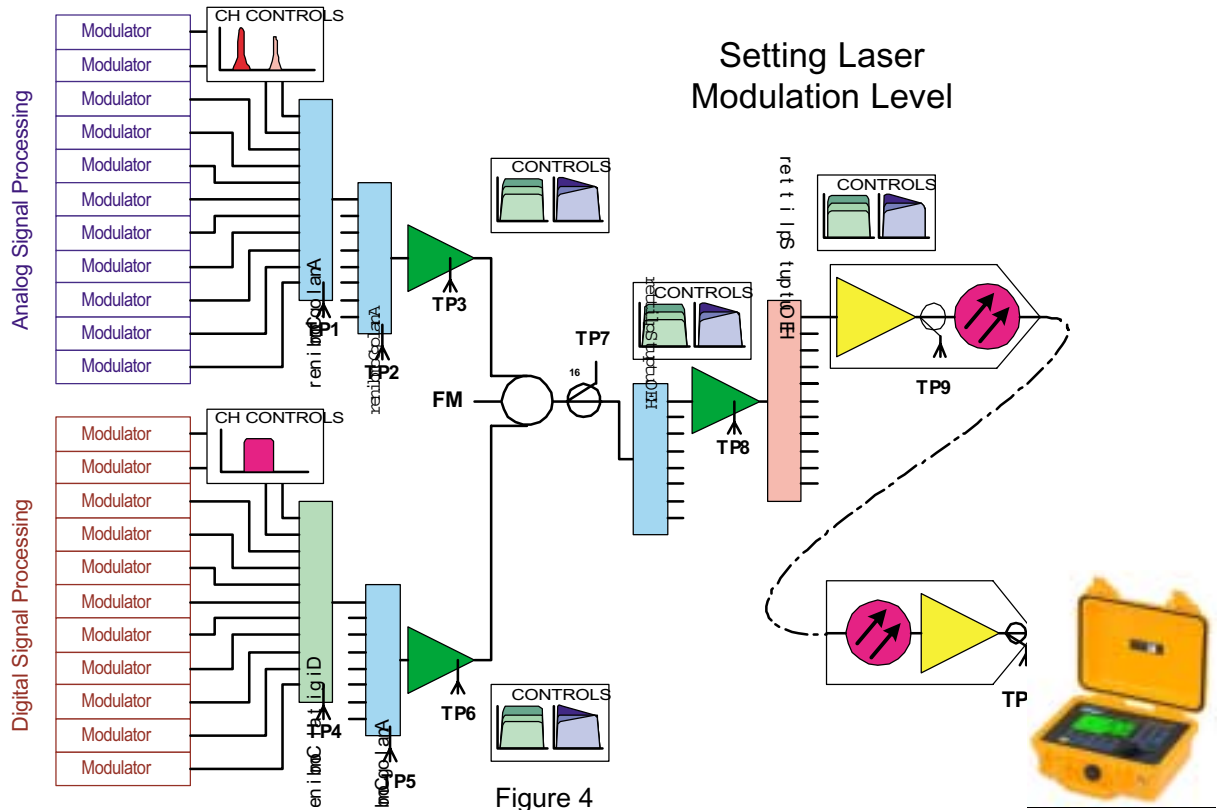 Setting Laser
Modulation Level
Analog Signal Processing
Modulator
Modulator
Modulator
Modulator
Modulator
Modulator
Modulator
Modulator
Modulator
Modulator
Modulator
CH CONTROLS
TP1
TP2
TP3
CONTROLS
FM
16
TP7
CONTROLS
TP8
CONTROLS
TP9
Digital Signal Processing
Modulator
Modulator
Modulator
Modulator
Modulator
Modulator
Modulator
Modulator
Modulator
Modulator
Modulator
CH CONTROLS
TP4
TP5
TP6
CONTROLS
TP
Figure 4